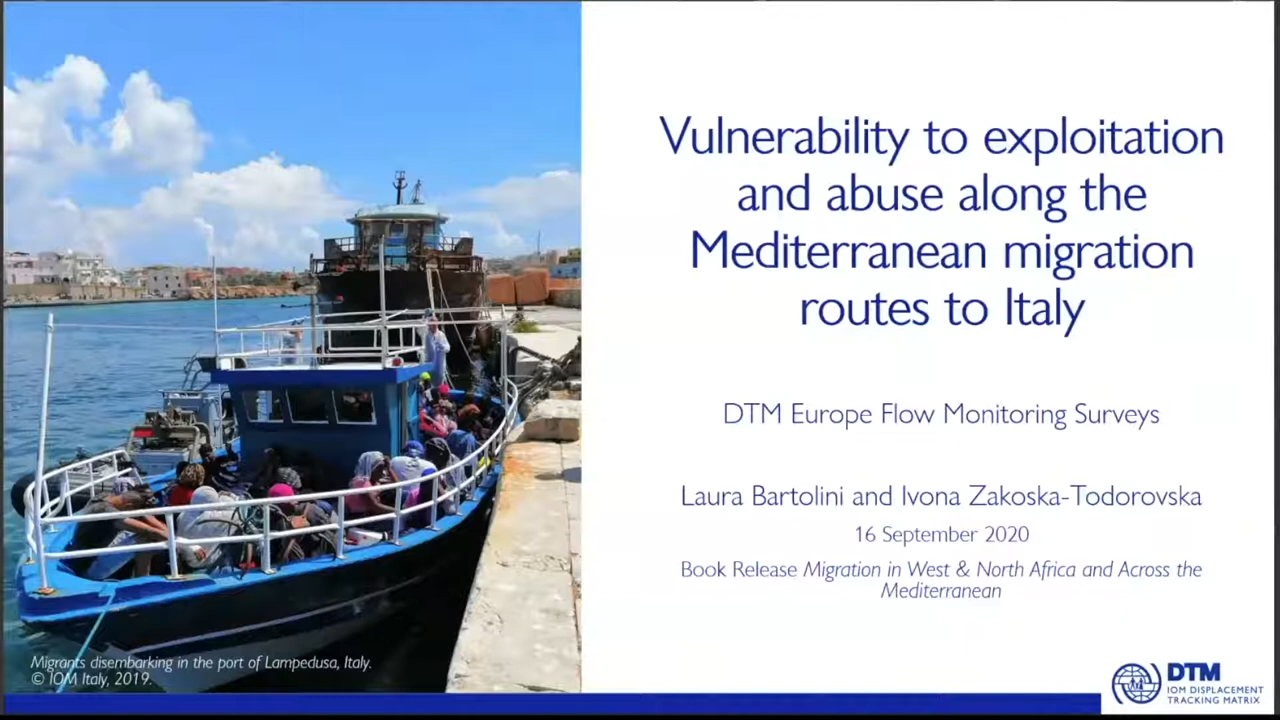 Vulnerability to exploitation
and abuse along the
Mediterranean migration
routes to Italy
DTM Europe Flow Monitoring Surveys
Laura Bartolini and Ivona Zakoska-Todorovska
16 September 2020
Book Release Migration in West & North Africa and Across the
Mediterranean
Migrants disembarking in the port of Lampedusa, Italy.
© IOM Italy, 2019.
DTM
IOM DISPLACEMENT
TRACKING MATRIX